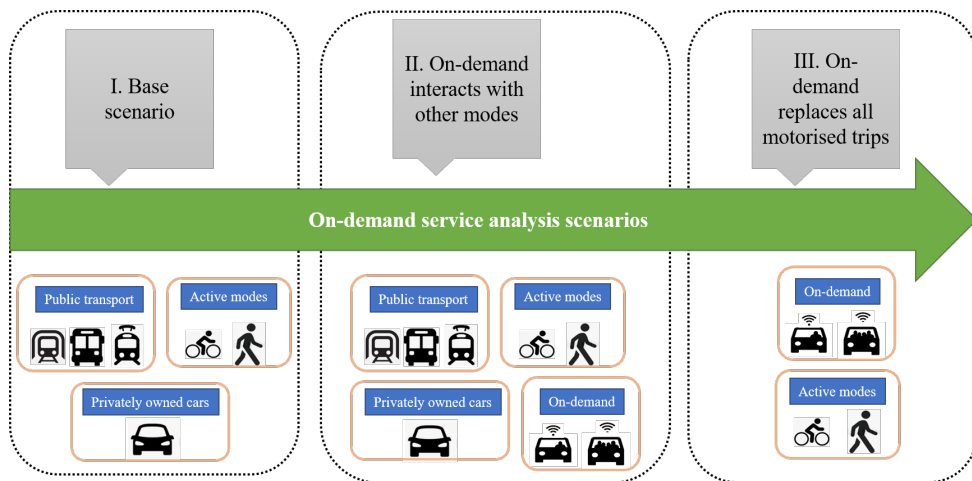 I. Base
scenario
II. On-demand
interacts with
other modes
III. On-
demand
replaces all
motorised trips
On-demand service analysis scenarios
Public transport
Active modes
Privately owned cars
Public transport
Active modes
Privately owned cars
On-demand
On-demand
Active modes